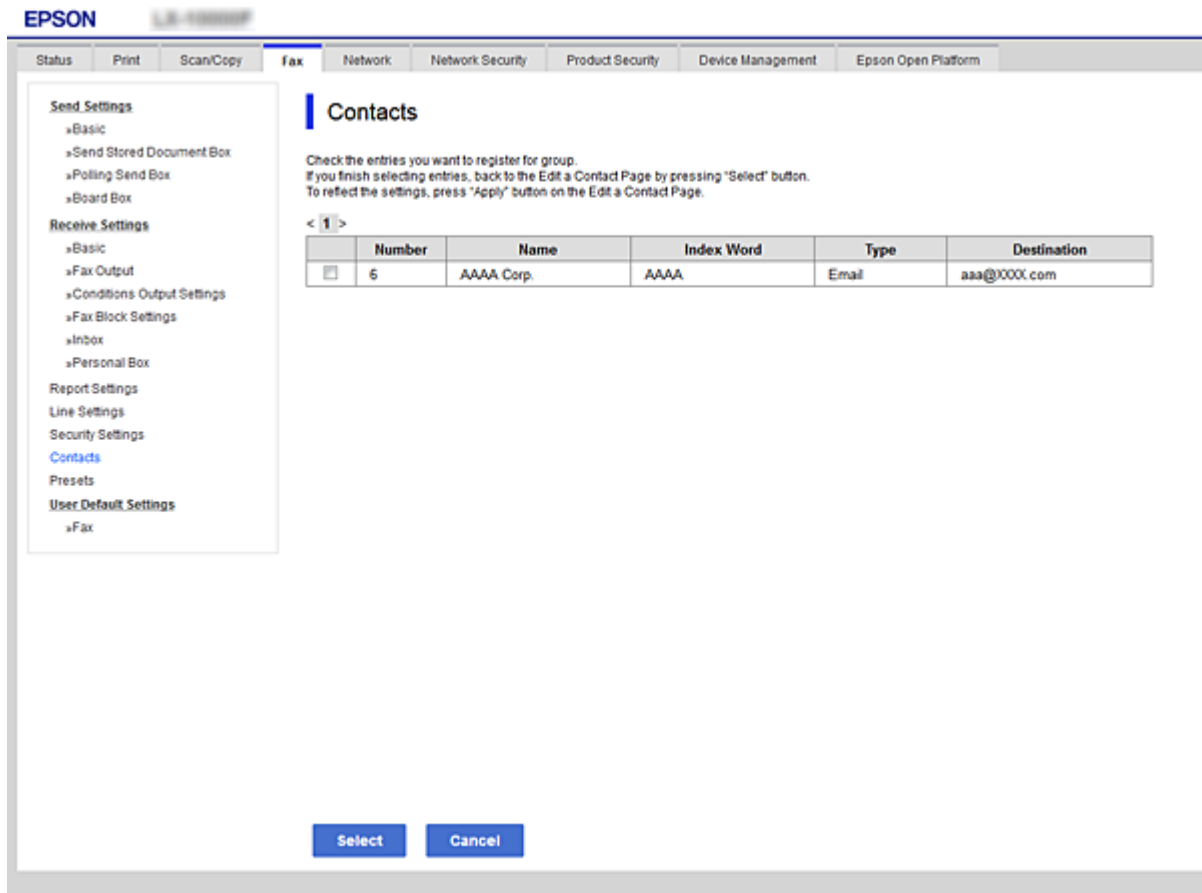 EPSON
Status Print Scan/Copy Fax Network Network Security Product Security Device Management Epson Open Platform
Send Settings
»Basic
»Send Stored Document Box
»Polling Send Box
»Board Box
Receive Settings
»Basic
»Fax Output
»Conditions Output Settings
»Fax Block Settings
»Inbox
»Personal Box
Report Settings
Line Settings
Security Settings
Contacts
Presets
User Default Settings
»Fax
Contacts
Check the entries you want to register for group.
If you finish selecting entries, back to the Edit a Contact Page by pressing "Select" button.
To reflect the settings, press "Apply" button on the Edit a Contact Page.
< 1 >
Number Name Index Word Type Destination
6 AAAA Corp. AAAA Email aaa@XXXX.com
Select Cancel